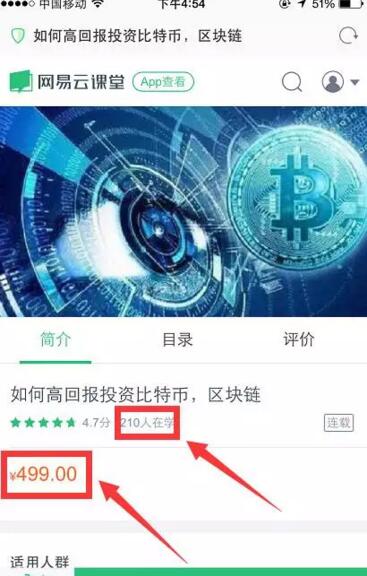 中国移动
下午4:54
51%
如何高回报投资比特币，区块链
网易云课堂
App查看
简介
目录
评价
如何高回报投资比特币，区块链
4.7分
210人在学
连载
¥499.00
适用人群